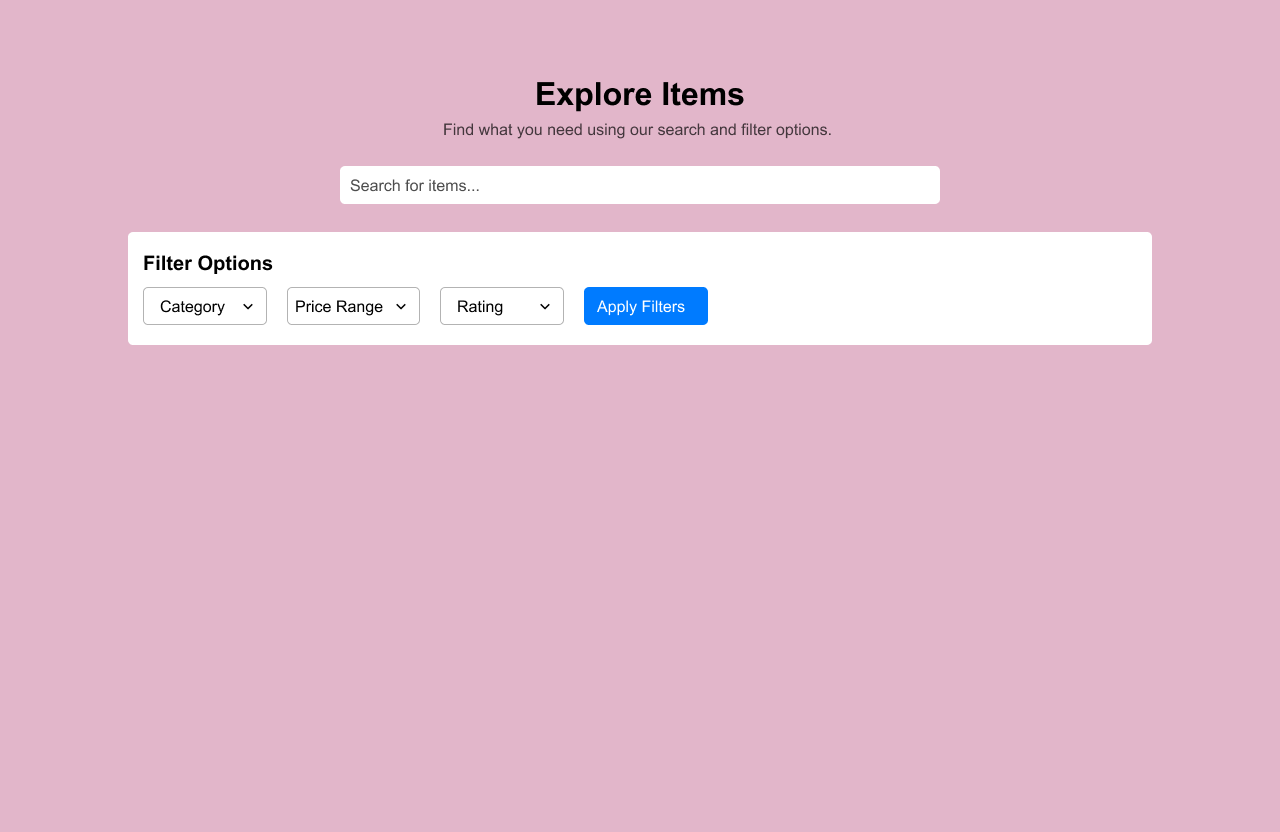 Explore Items
Find what you need using our search and filter options.
Search for items...
Filter Options
Category Price Range Rating Apply Filters